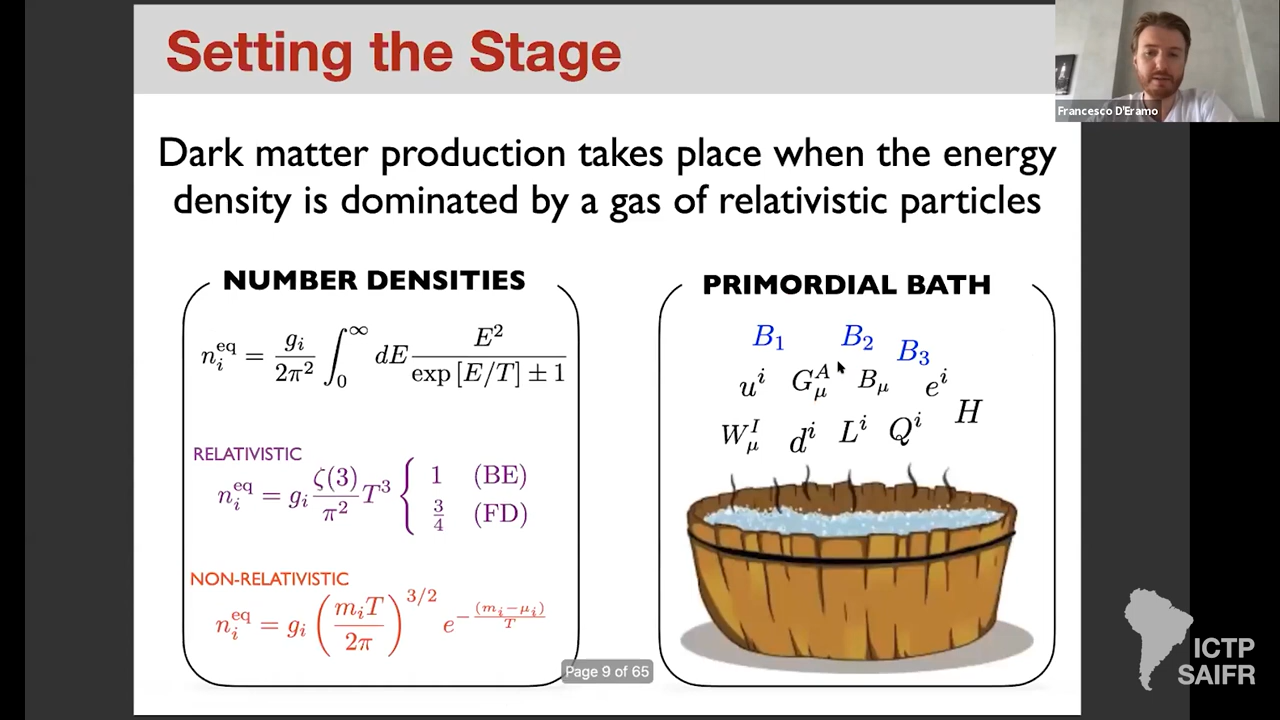 Setting the Stage
Francesco D'Eramo
Dark matter production takes place when the energy
density is dominated by a gas of relativistic particles
NUMBER DENSITIES
n_i^eq = g_i/2π² ∫_0^∞ dE E²/exp [E/T] ± 1
RELATIVISTIC
n_i^eq = g_i ζ(3)/π² T³ { 1 (BE)
3/4 (FD)
NON-RELATIVISTIC
n_i^eq = g_i (m_i T/2π)^3/2 e^-(m_i-μ_i)/T
PRIMORDIAL BATH
B_1 B_2 B_3
u^i G_μ^A B_μ e^i
W_μ^I d^i L^i Q^i H
Page 9 of 65
ICTP
SAIFR